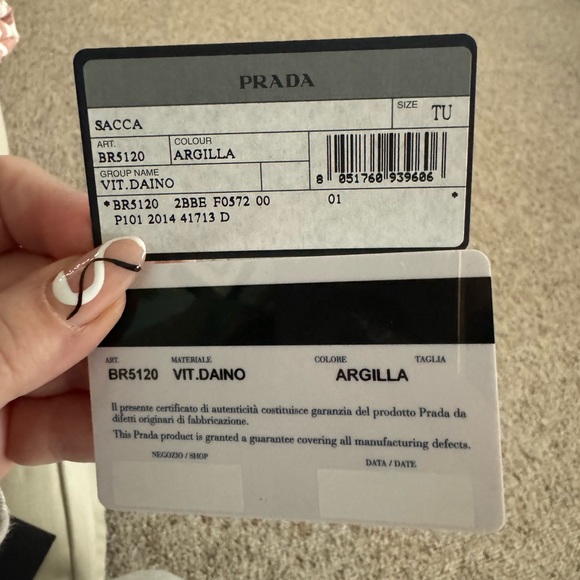 PRADA
SIZE TU
SACCA
ART. COLOUR
BR5120 ARGILLA
GROUP NAME
VIT.DAINO
8 051760 939606
*BR5120 2BBE F0572 00 01 *
P101 2014 41713 D
ART. MATERIALE COLORE TAGLIA
BR5120 VIT.DAINO ARGILLA
Il presente certificato di autenticità costituisce garanzia del prodotto Prada da
difetti originari di fabbricazione.
This Prada product is granted a guarantee covering all manufacturing defects.
NEGOZIO / SHOP DATA / DATE